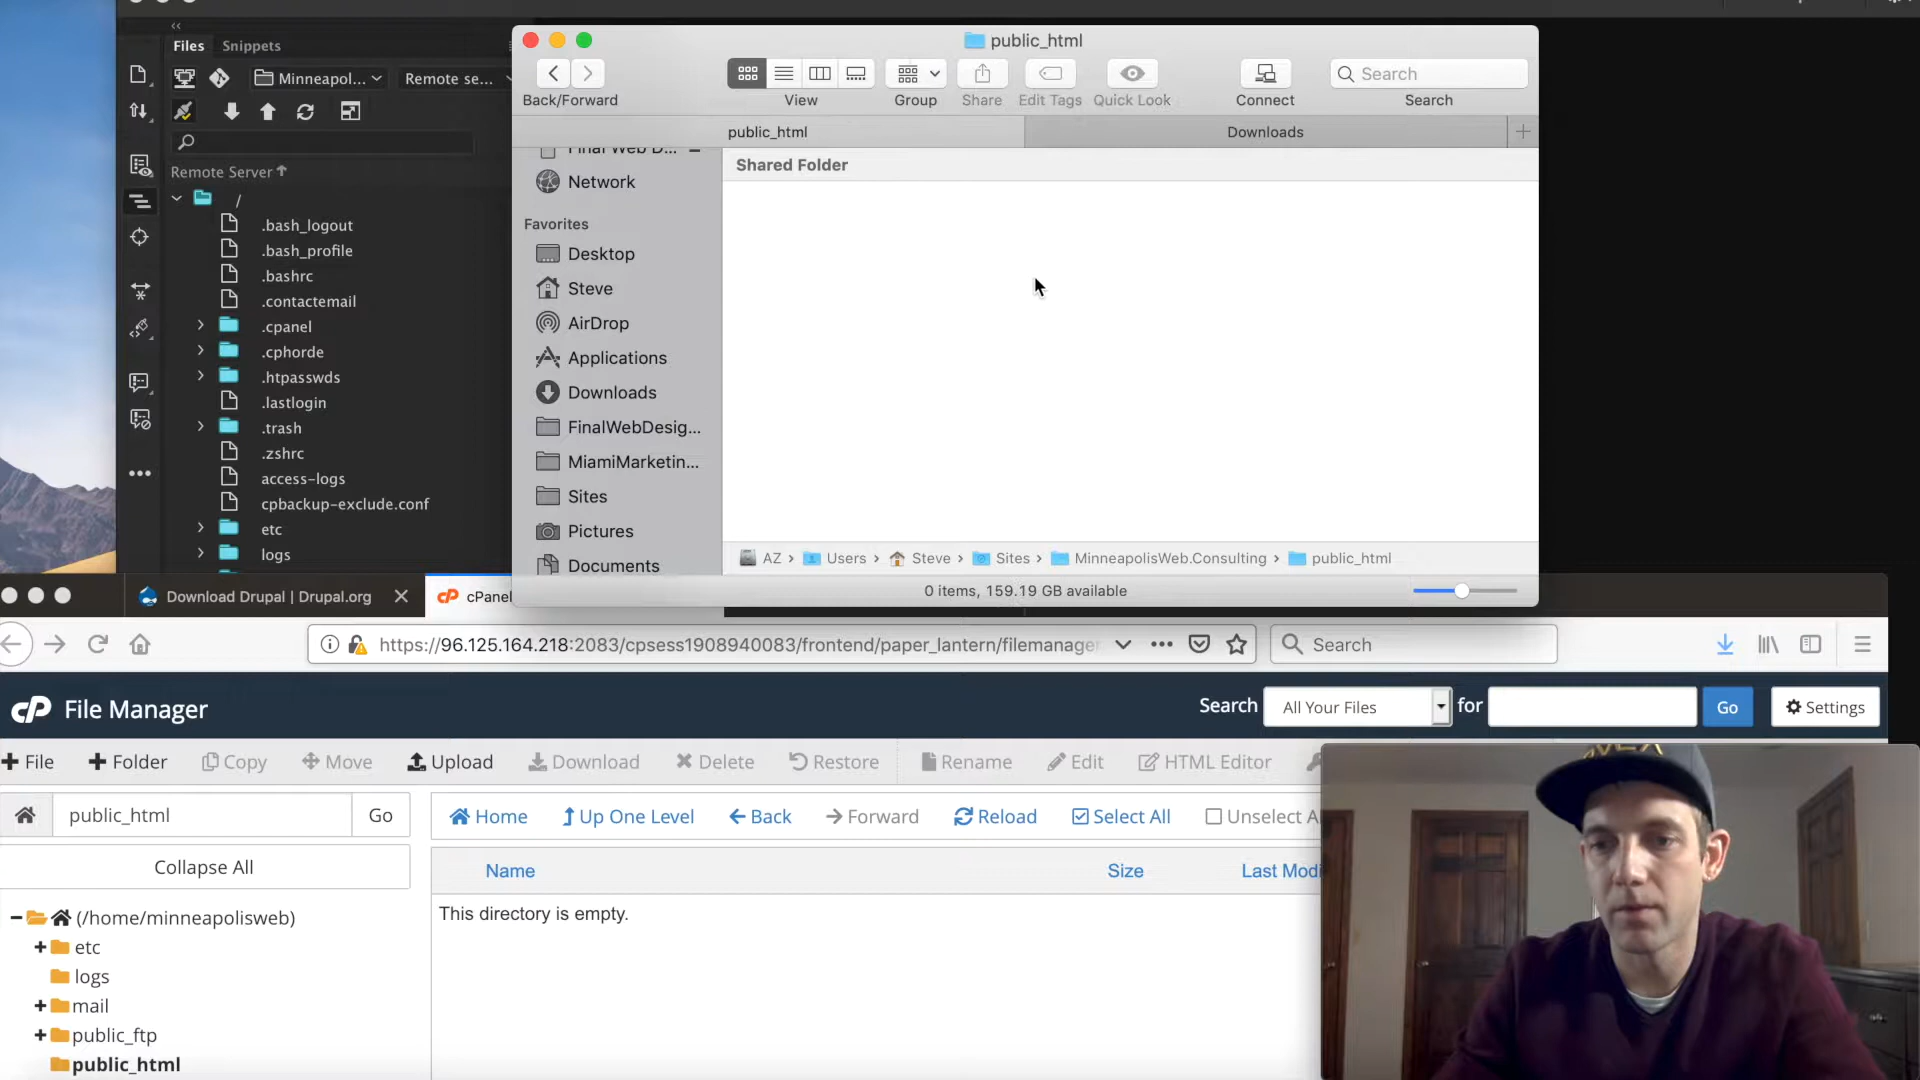 Files
Snippets
Minneapol...
Remote se...
Remote Server
/
.bash_logout
.bash_profile
.bashrc
.contactemail
.cpanel
.cphorde
.htpasswds
.lastlogin
.trash
.zshrc
access-logs
cpbackup-exclude.conf
etc
logs
public_html
Back/Forward
View
Group
Share
Edit Tags
Quick Look
Connect
Search
Search
public_html
Downloads
Final Web D...
Network
Favorites
Desktop
Steve
AirDrop
Applications
Downloads
FinalWebDesig...
MiamiMarketin...
Sites
Pictures
Documents
Shared Folder
AZ › Users › Steve › Sites › MinneapolisWeb.Consulting › public_html
0 items, 159.19 GB available
Download Drupal | Drupal.org
cPanel
https://96.125.164.218:2083/cpsess1908940083/frontend/paper_lantern/filemanager
Search
cP File Manager
Search All Your Files for Go Settings
File
Folder
Copy
Move
Upload
Download
Delete
Restore
Rename
Edit
HTML Editor
public_html Go
Home
Up One Level
Back
Forward
Reload
Select All
Unselect A
Collapse All
Name Size Last Modi
This directory is empty.
(/home/minneapolisweb)
etc
logs
mail
public_ftp
public_html